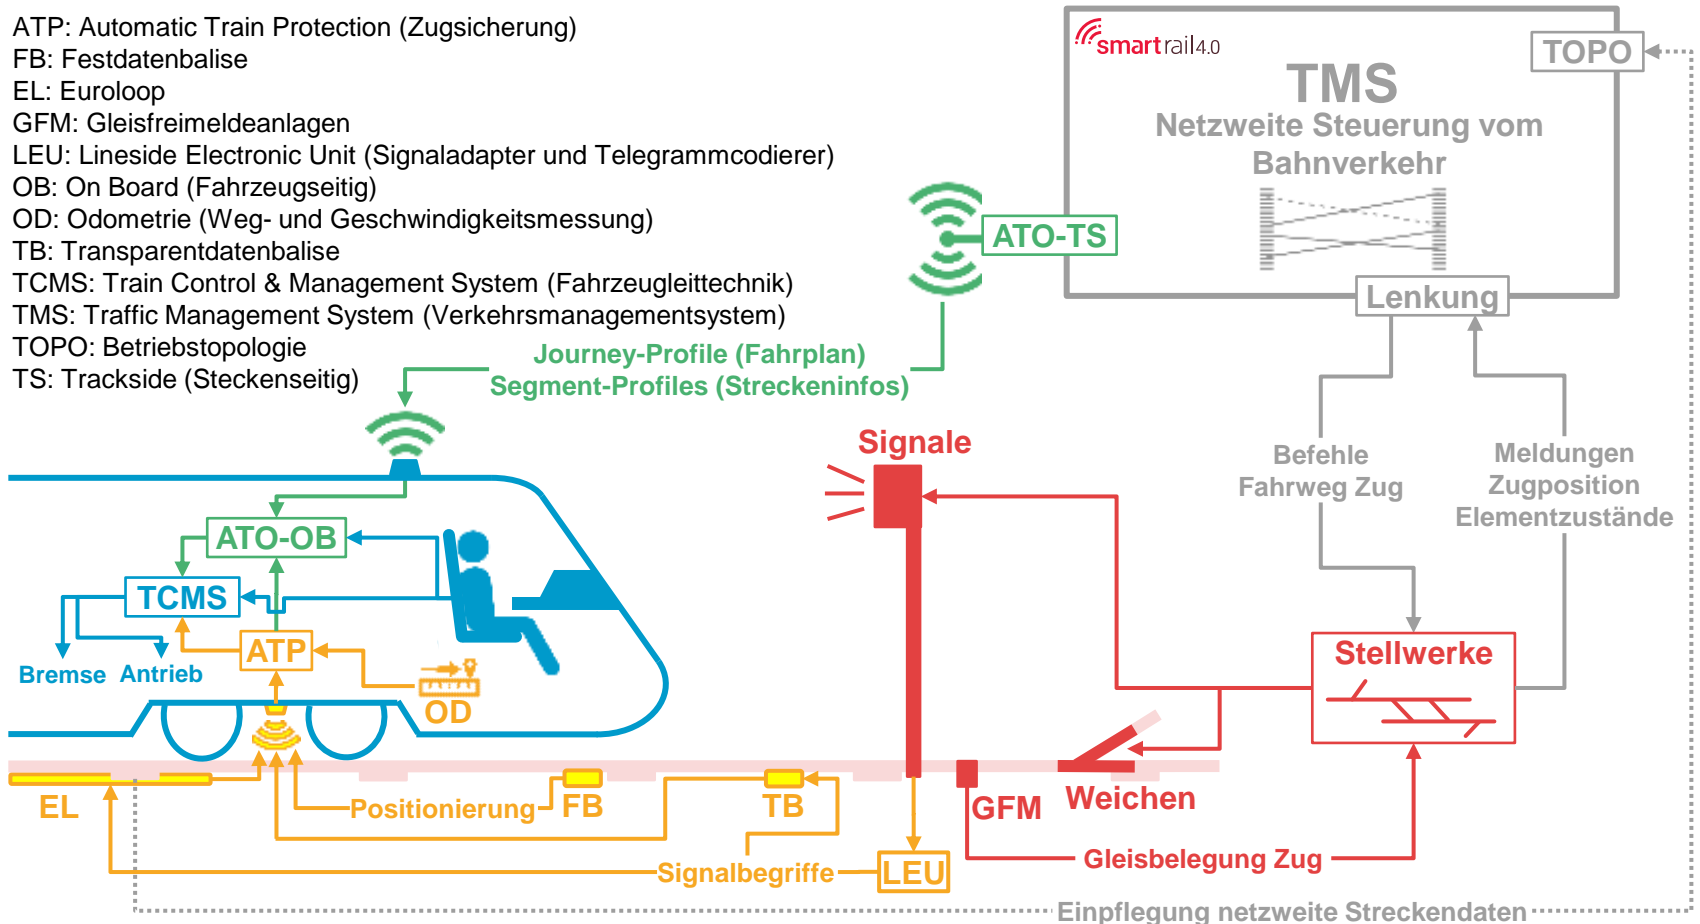 ATP: Automatic Train Protection (Zugsicherung)
FB: Festdatenbalise
EL: Euroloop
GFM: Gleisfreimeldeanlagen
LEU: Lineside Electronic Unit (Signaladapter und Telegrammcodierer)
OB: On Board (Fahrzeugseitig)
OD: Odometrie (Weg- und Geschwindigkeitsmessung)
TB: Transparentdatenbalise
TCMS: Train Control & Management System (Fahrzeugleittechnik)
TMS: Traffic Management System (Verkehrsmanagementsystem)
TOPO: Betriebstopologie
TS: Trackside (Steckenseitig)
smartrail4.0
TOPO
TMS
Netzweite Steuerung vom
Bahnverkehr
ATO-TS
Lenkung
Journey-Profile (Fahrplan)
Segment-Profiles (Streckeninfos)
Signale
Befehle
Fahrweg Zug
Meldungen
Zugposition
Elementzustände
ATO-OB
TCMS
ATP
Bremse
Antrieb
OD
Stellwerke
EL
Positionierung
FB
TB
GFM
Weichen
Signalbegriffe
LEU
Gleisbelegung Zug
Einpflegung netzweite Streckendaten